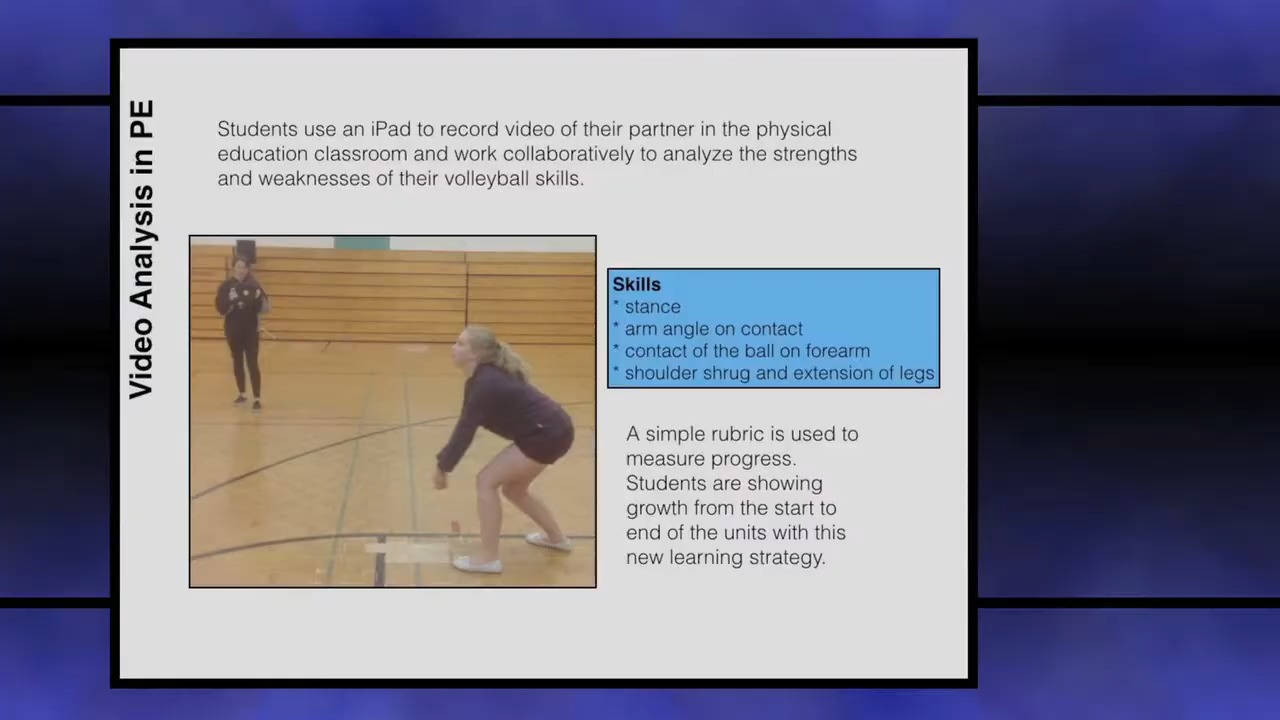 Video Analysis in PE
Students use an iPad to record video of their partner in the physical
education classroom and work collaboratively to analyze the strengths
and weaknesses of their volleyball skills.
Skills
* stance
* arm angle on contact
* contact of the ball on forearm
* shoulder shrug and extension of legs
A simple rubric is used to
measure progress.
Students are showing
growth from the start to
end of the units with this
new learning strategy.